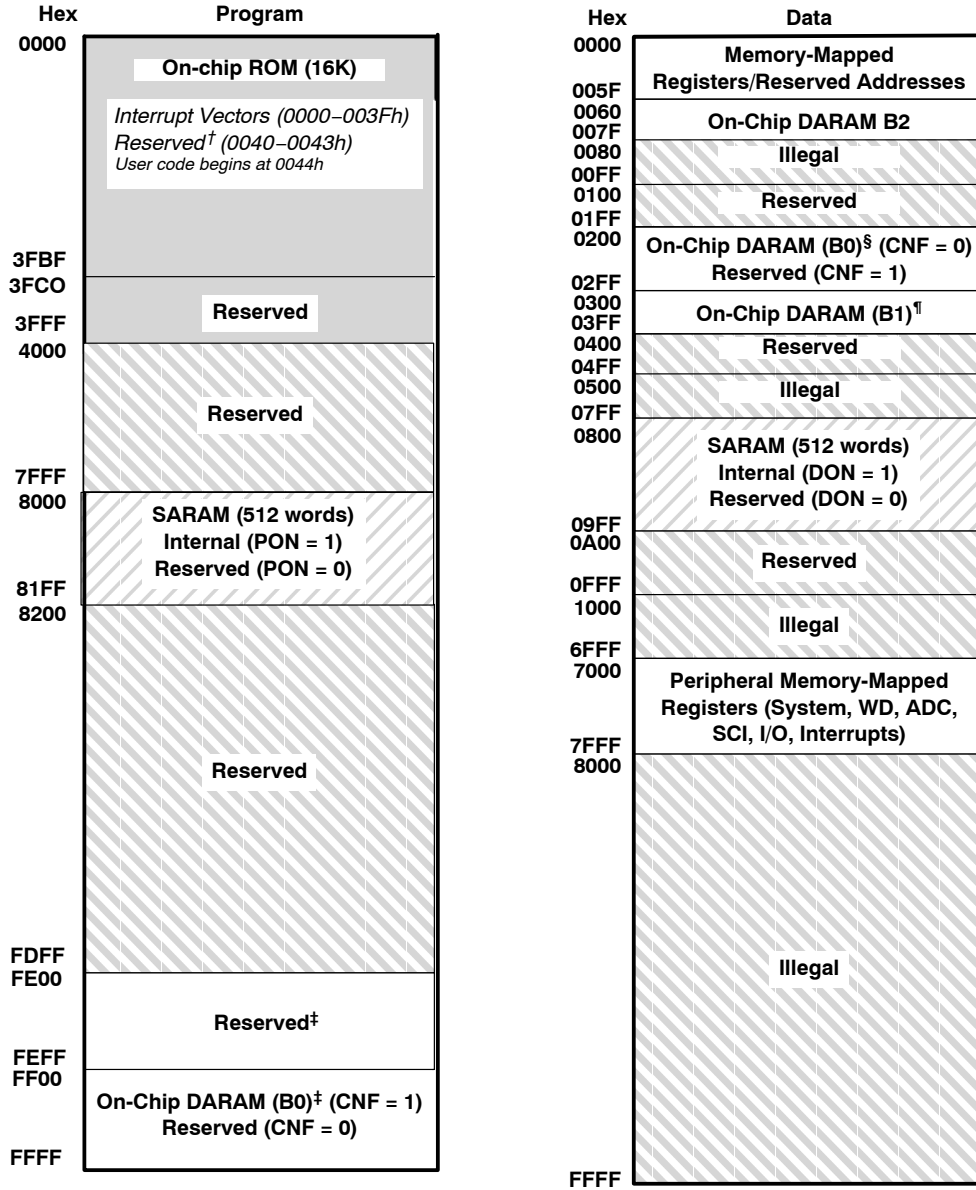 Hex Program
0000
On-chip ROM (16K)
Interrupt Vectors (0000−003Fh)
Reserved† (0040−0043h)
User code begins at 0044h
3FBF
3FCO
Reserved
3FFF
4000
Reserved
7FFF
8000
SARAM (512 words)
Internal (PON = 1)
Reserved (PON = 0)
81FF
8200
Reserved
FDFF
FE00
Reserved‡
FEFF
FF00
On-Chip DARAM (B0)‡ (CNF = 1)
Reserved (CNF = 0)
FFFF
Hex Data
0000
Memory-Mapped
Registers/Reserved Addresses
005F
0060
On-Chip DARAM B2
007F
0080
Illegal
00FF
0100
Reserved
01FF
0200
On-Chip DARAM (B0)§ (CNF = 0)
Reserved (CNF = 1)
02FF
0300
On-Chip DARAM (B1)¶
03FF
0400
Reserved
04FF
0500
Illegal
07FF
0800
SARAM (512 words)
Internal (DON = 1)
Reserved (DON = 0)
09FF
0A00
Reserved
0FFF
1000
Illegal
6FFF
7000
Peripheral Memory-Mapped
Registers (System, WD, ADC,
SCI, I/O, Interrupts)
7FFF
8000
Illegal
FFFF